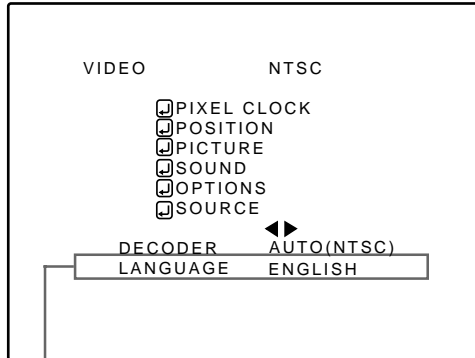 VIDEO NTSC
PIXEL CLOCK
POSITION
PICTURE
SOUND
OPTIONS
SOURCE
DECODER AUTO(NTSC)
LANGUAGE ENGLISH